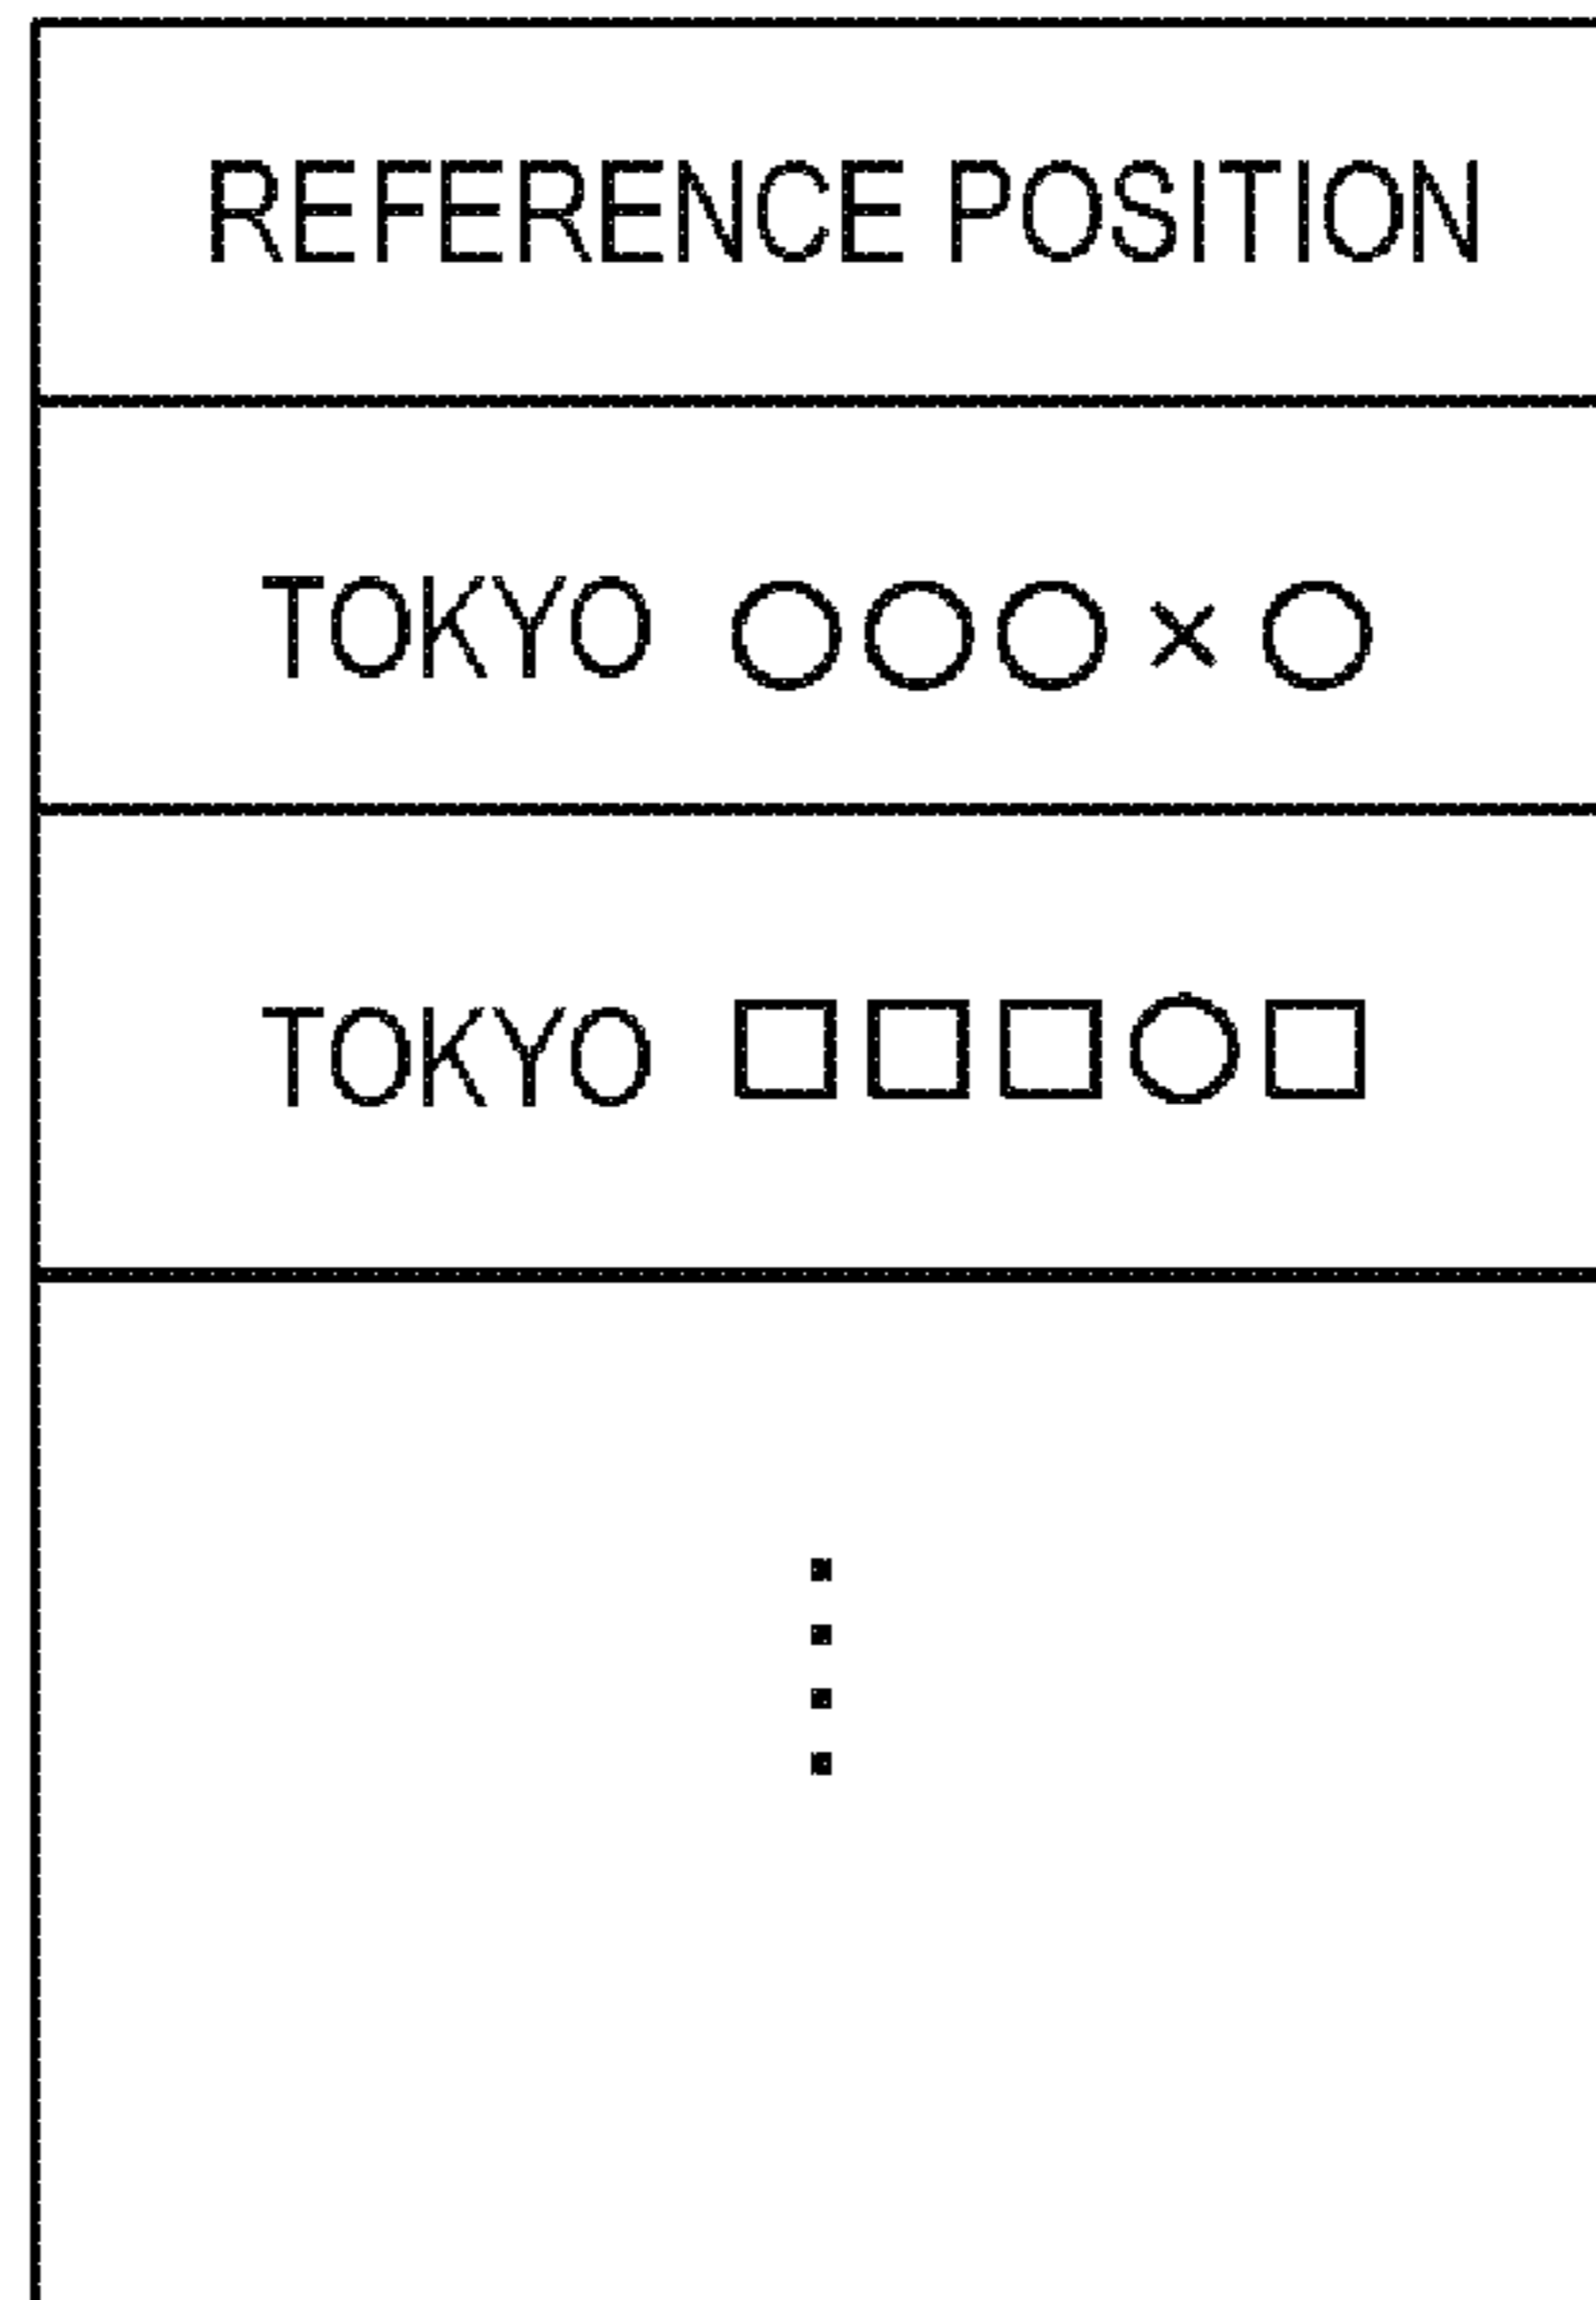 REFERENCE POSITION
TOKYO ○○○×○
TOKYO □□□○□